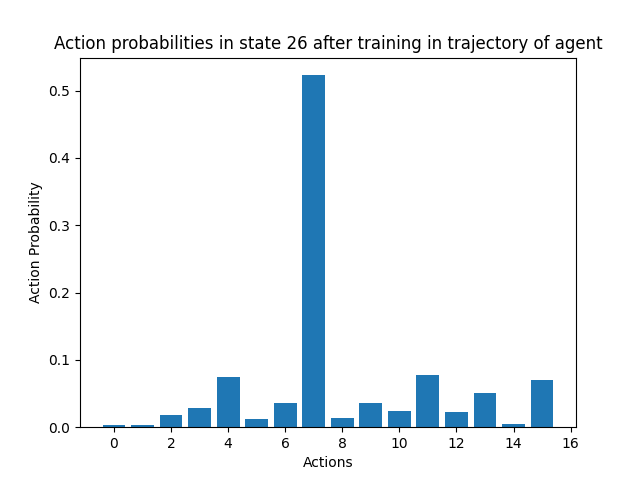 Action probabilities in state 26 after training in trajectory of agent
0.5
0.4
0.3
0.2
0.1
0.0
Action Probability
0 2 4 6 8 10 12 14 16
Actions